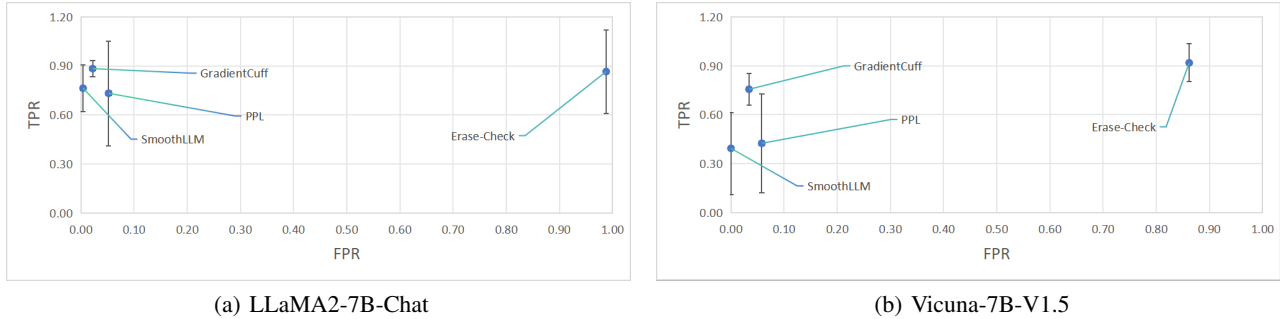 1.20
0.90
0.60
0.30
0.00
TPR
GradientCuff
PPL
SmoothLLM
Erase-Check
0.00 0.10 0.20 0.30 0.40 0.50 0.60 0.70 0.80 0.90 1.00
FPR
(a) LLaMA2-7B-Chat
1.20
0.90
0.60
0.30
0.00
TPR
GradientCuff
PPL
Erase-Check
SmoothLLM
0.00 0.10 0.20 0.30 0.40 0.50 0.60 0.70 0.80 0.90 1.00
FPR
(b) Vicuna-7B-V1.5